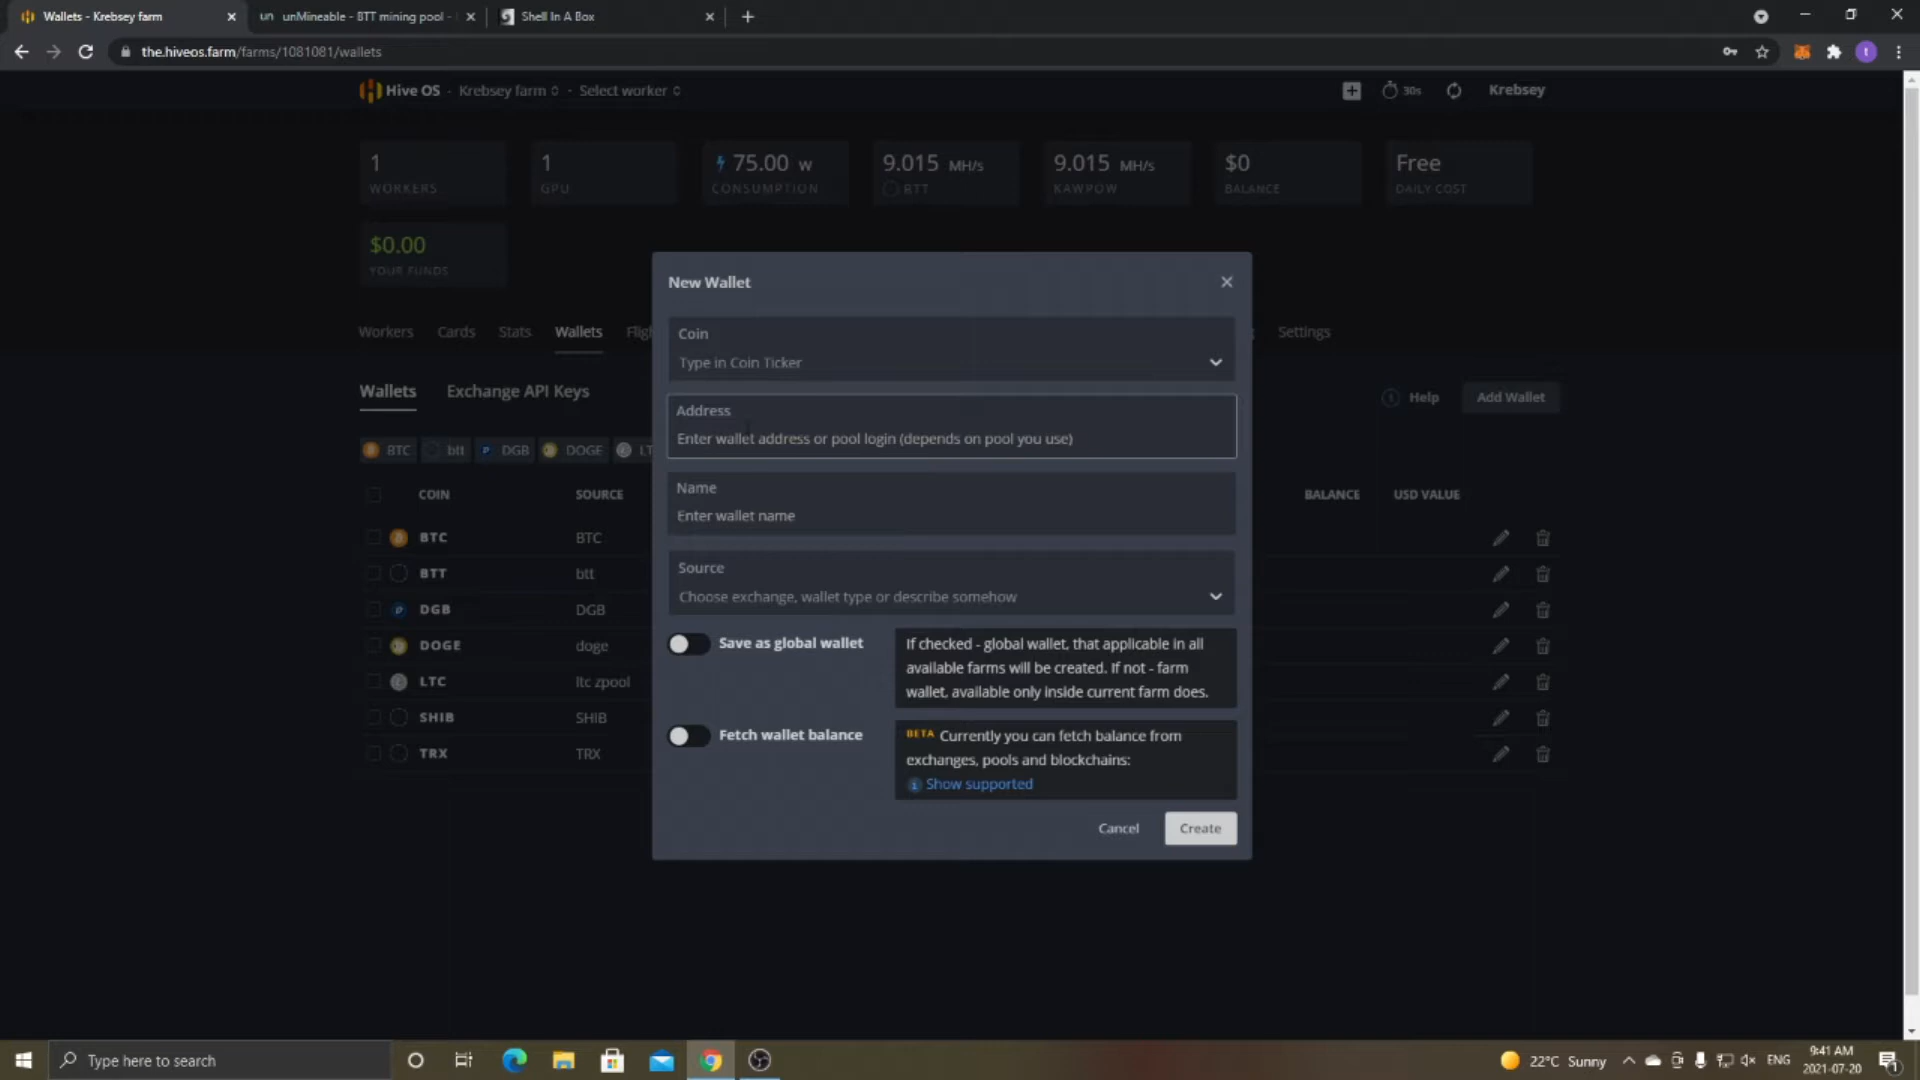 Wallets - Krebsey farm
unMineable - BTT mining pool -
Shell In A Box
the.hiveos.farm/farms/1081081/wallets
t
Hive OS - Krebsey farm · Select worker
30s
Krebsey
1
WORKERS
1
GPU
75.00 W
CONSUMPTION
9.015 MH/s
BTT
9.015 MH/s
KAWPOW
$0
BALANCE
Free
DAILY COST
$0.00
YOUR FUNDS
Workers Cards Stats Wallets Fligh Settings
Wallets Exchange API Keys
Help Add Wallet
BTC btt DGB DOGE LT
COIN SOURCE BALANCE USD VALUE
BTC BTC
BTT btt
DGB DGB
DOGE doge
LTC ltc zpool
SHIB SHIB
TRX TRX
New Wallet
Coin
Type in Coin Ticker
Address
Enter wallet address or pool login (depends on pool you use)
Name
Enter wallet name
Source
Choose exchange, wallet type or describe somehow
Save as global wallet
If checked - global wallet, that applicable in all
available farms will be created. If not - farm
wallet, available only inside current farm does.
Fetch wallet balance
BETA Currently you can fetch balance from
exchanges, pools and blockchains:
Show supported
Cancel
Create
Type here to search
22°C Sunny
ENG
9:41 AM
2021-07-20
1